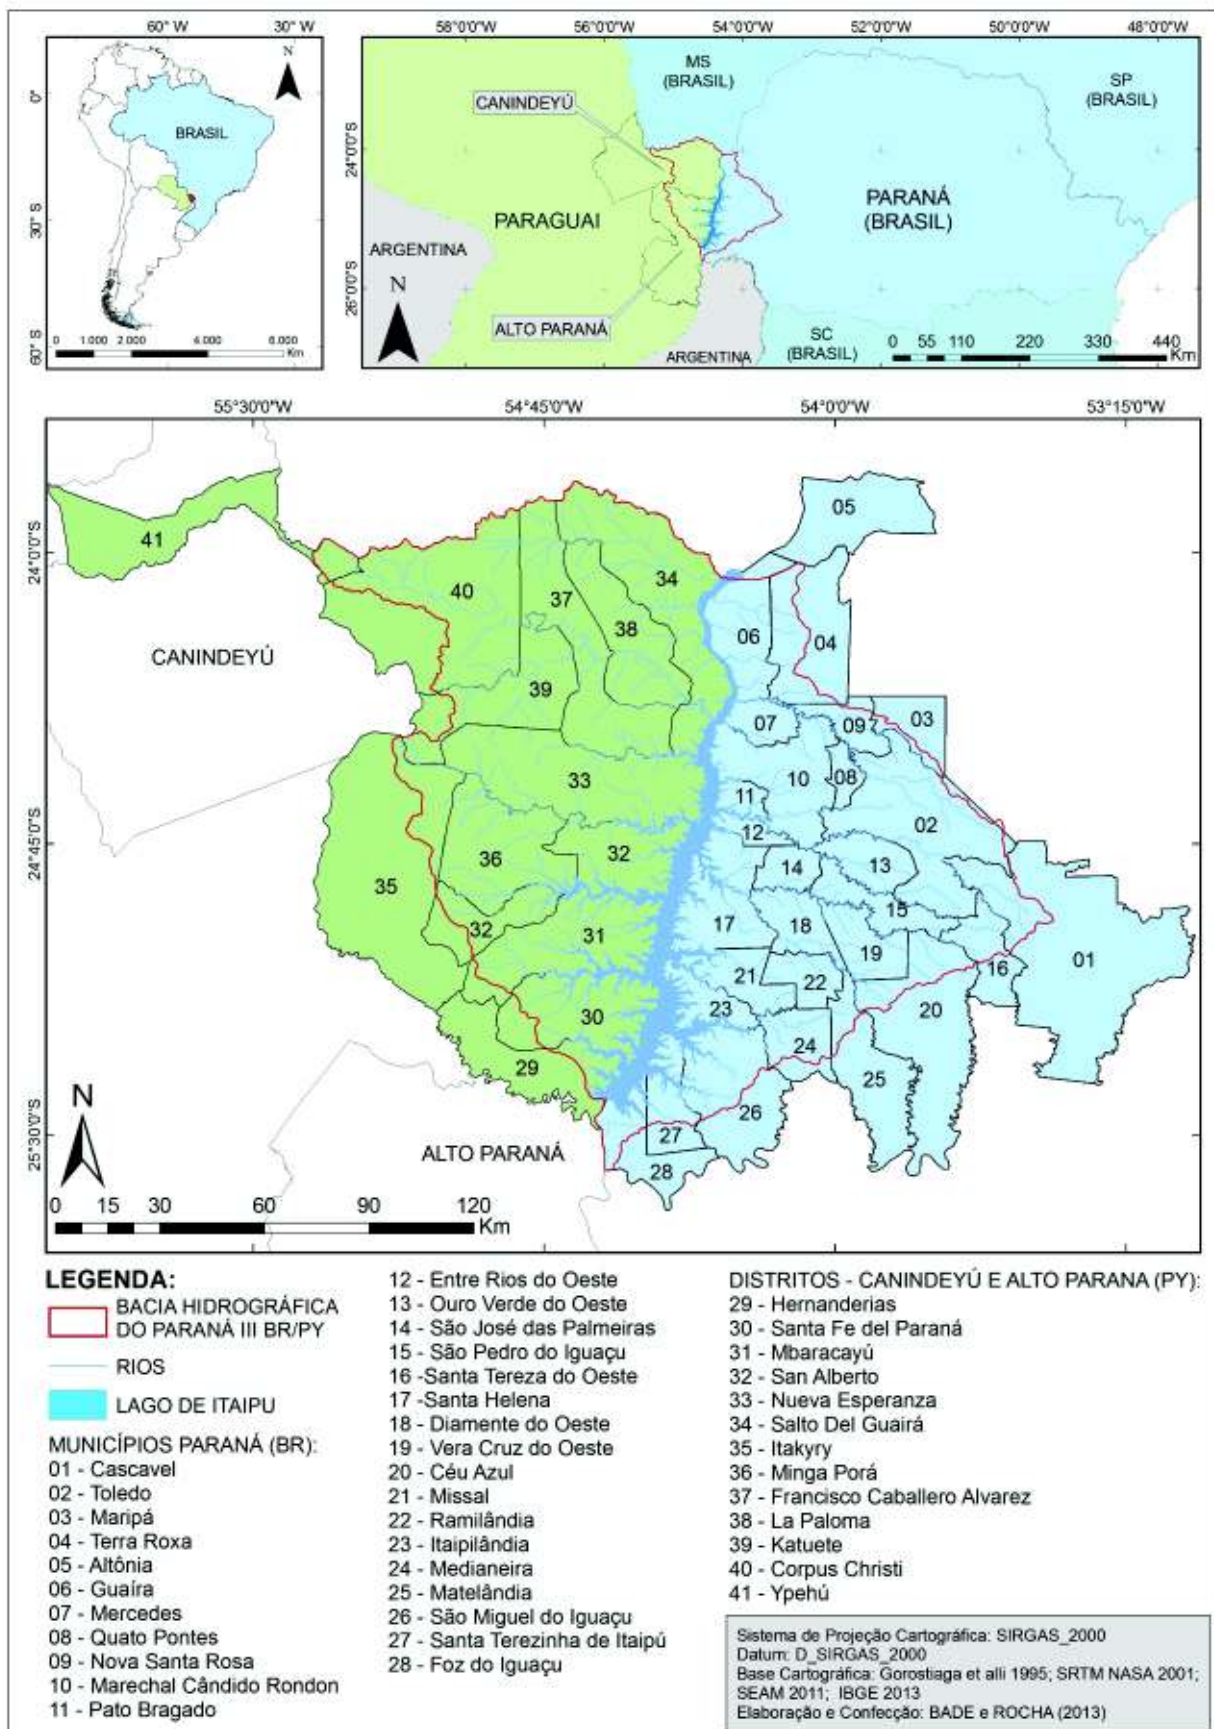 60° W
30° W
N
0°
30° S
60° S
BRASIL
0 1.000 2.000 4.000 6.000
Km
58°0'0"W
56°0'0"W
54°0'0"W
52°0'0"W
50°0'0"W
48°0'0"W
24°0'0"S
26°0'0"S
MS
(BRASIL)
SP
(BRASIL)
CANINDEYÚ
PARAGUAI
PARANÁ
(BRASIL)
ARGENTINA
N
ALTO PARANÁ
ARGENTINA
SC
(BRASIL)
0 55 110 220 330 440
Km
55°30'0"W
54°45'0"W
54°0'0"W
53°15'0"W
24°0'0"S
24°45'0"S
25°30'0"S
05
41
34
40
37
38
06
04
CANINDEYÚ
39
07
09
03
33
10
08
11
02
12
36
32
14
13
35
15
32
31
17
18
19
16
01
21
22
30
23
20
24
29
25
26
27
28
N
ALTO PARANÁ
0 15 30 60 90 120
Km
LEGENDA:
BACIA HIDROGRÁFICA
DO PARANÁ III BR/PY
RIOS
LAGO DE ITAIPU
MUNICÍPIOS PARANÁ (BR):
01 - Cascavel
02 - Toledo
03 - Maripá
04 - Terra Roxa
05 - Altônia
06 - Guaíra
07 - Mercedes
08 - Quato Pontes
09 - Nova Santa Rosa
10 - Marechal Cândido Rondon
11 - Pato Bragado
12 - Entre Rios do Oeste
13 - Ouro Verde do Oeste
14 - São José das Palmeiras
15 - São Pedro do Iguaçu
16 -Santa Tereza do Oeste
17 -Santa Helena
18 - Diamente do Oeste
19 - Vera Cruz do Oeste
20 - Céu Azul
21 - Missal
22 - Ramilândia
23 - Itaipilândia
24 - Medianeira
25 - Matelândia
26 - São Miguel do Iguaçu
27 - Santa Terezinha de Itaipú
28 - Foz do Iguaçu
DISTRITOS - CANINDEYÚ E ALTO PARANA (PY):
29 - Hernanderias
30 - Santa Fe del Paraná
31 - Mbaracayú
32 - San Alberto
33 - Nueva Esperanza
34 - Salto Del Guairá
35 - Itakyry
36 - Minga Porá
37 - Francisco Caballero Alvarez
38 - La Paloma
39 - Katuete
40 - Corpus Christi
41 - Ypehú
Sistema de Projeção Cartográfica: SIRGAS_2000
Datum: D_SIRGAS_2000
Base Cartográfica: Gorostiaga et alli 1995; SRTM NASA 2001;
SEAM 2011; IBGE 2013
Elaboração e Confecção: BADE e ROCHA (2013)